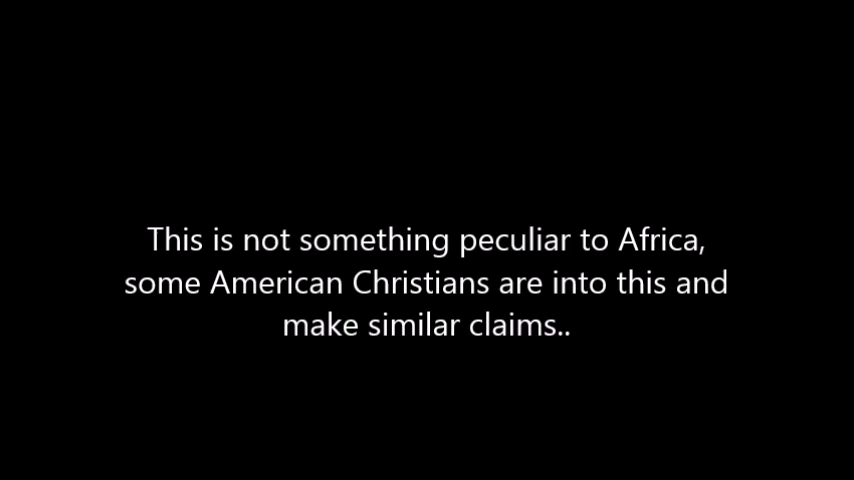 This is not something peculiar to Africa,
some American Christians are into this and
make similar claims..